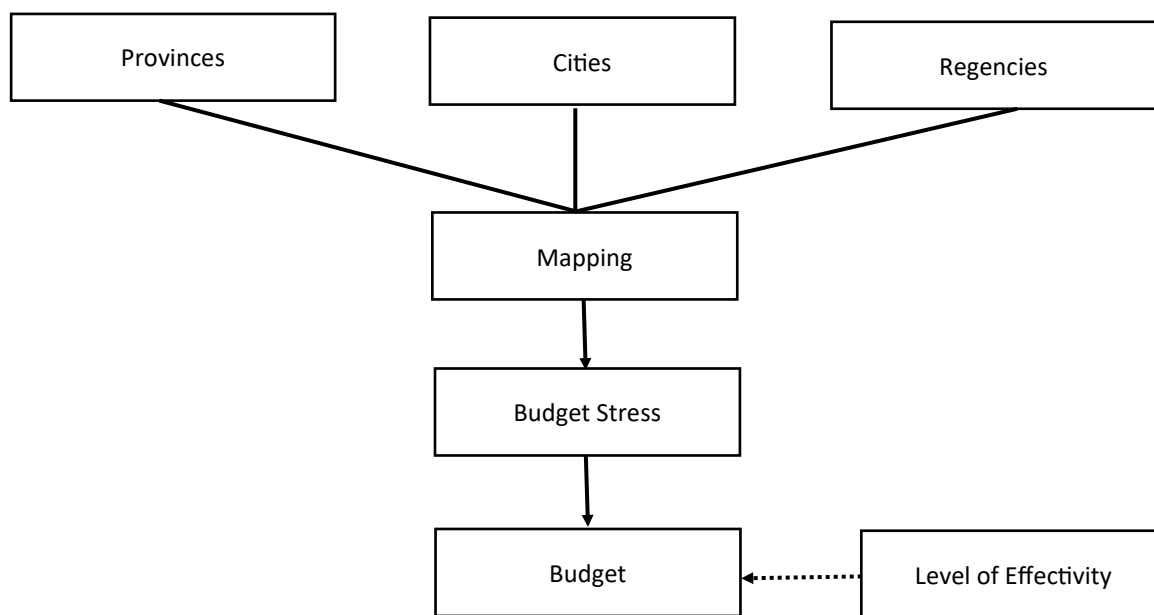 Provinces
Cities
Regencies
Mapping
Budget Stress
Budget
Level of Effectivity